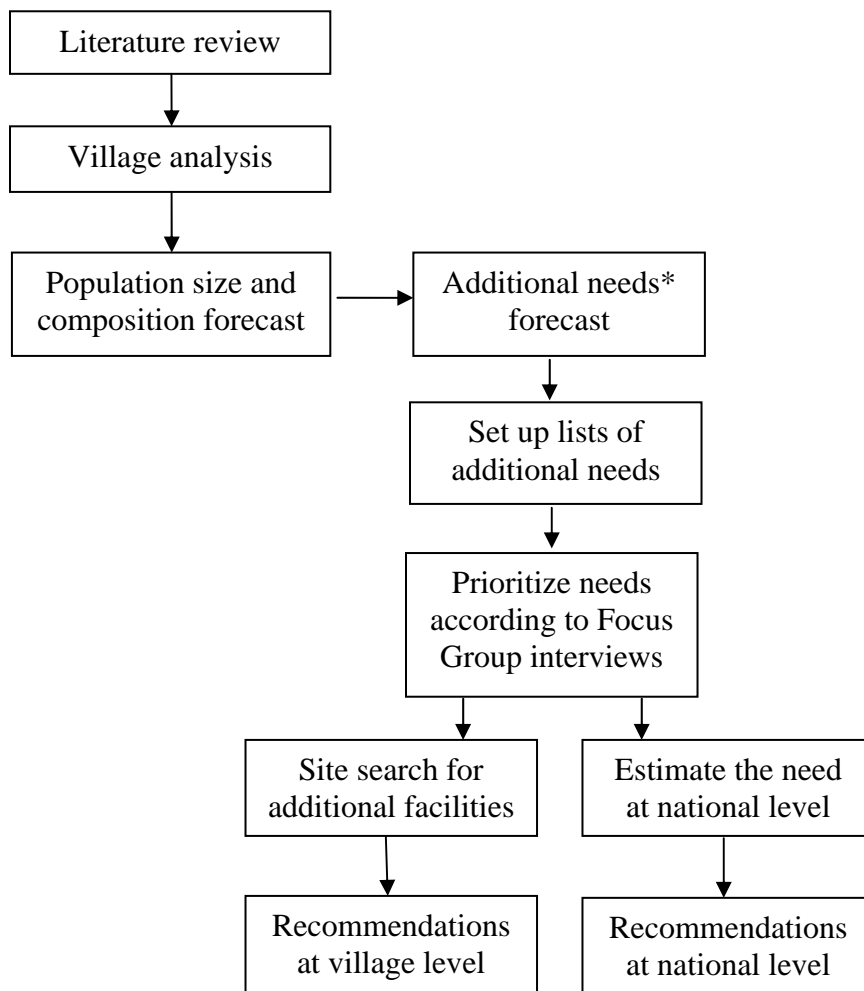 Literature review
Village analysis
Population size and
composition forecast
Additional needs*
forecast
Set up lists of
additional needs
Prioritize needs
according to Focus
Group interviews
Site search for
additional facilities
Estimate the need
at national level
Recommendations
at village level
Recommendations
at national level